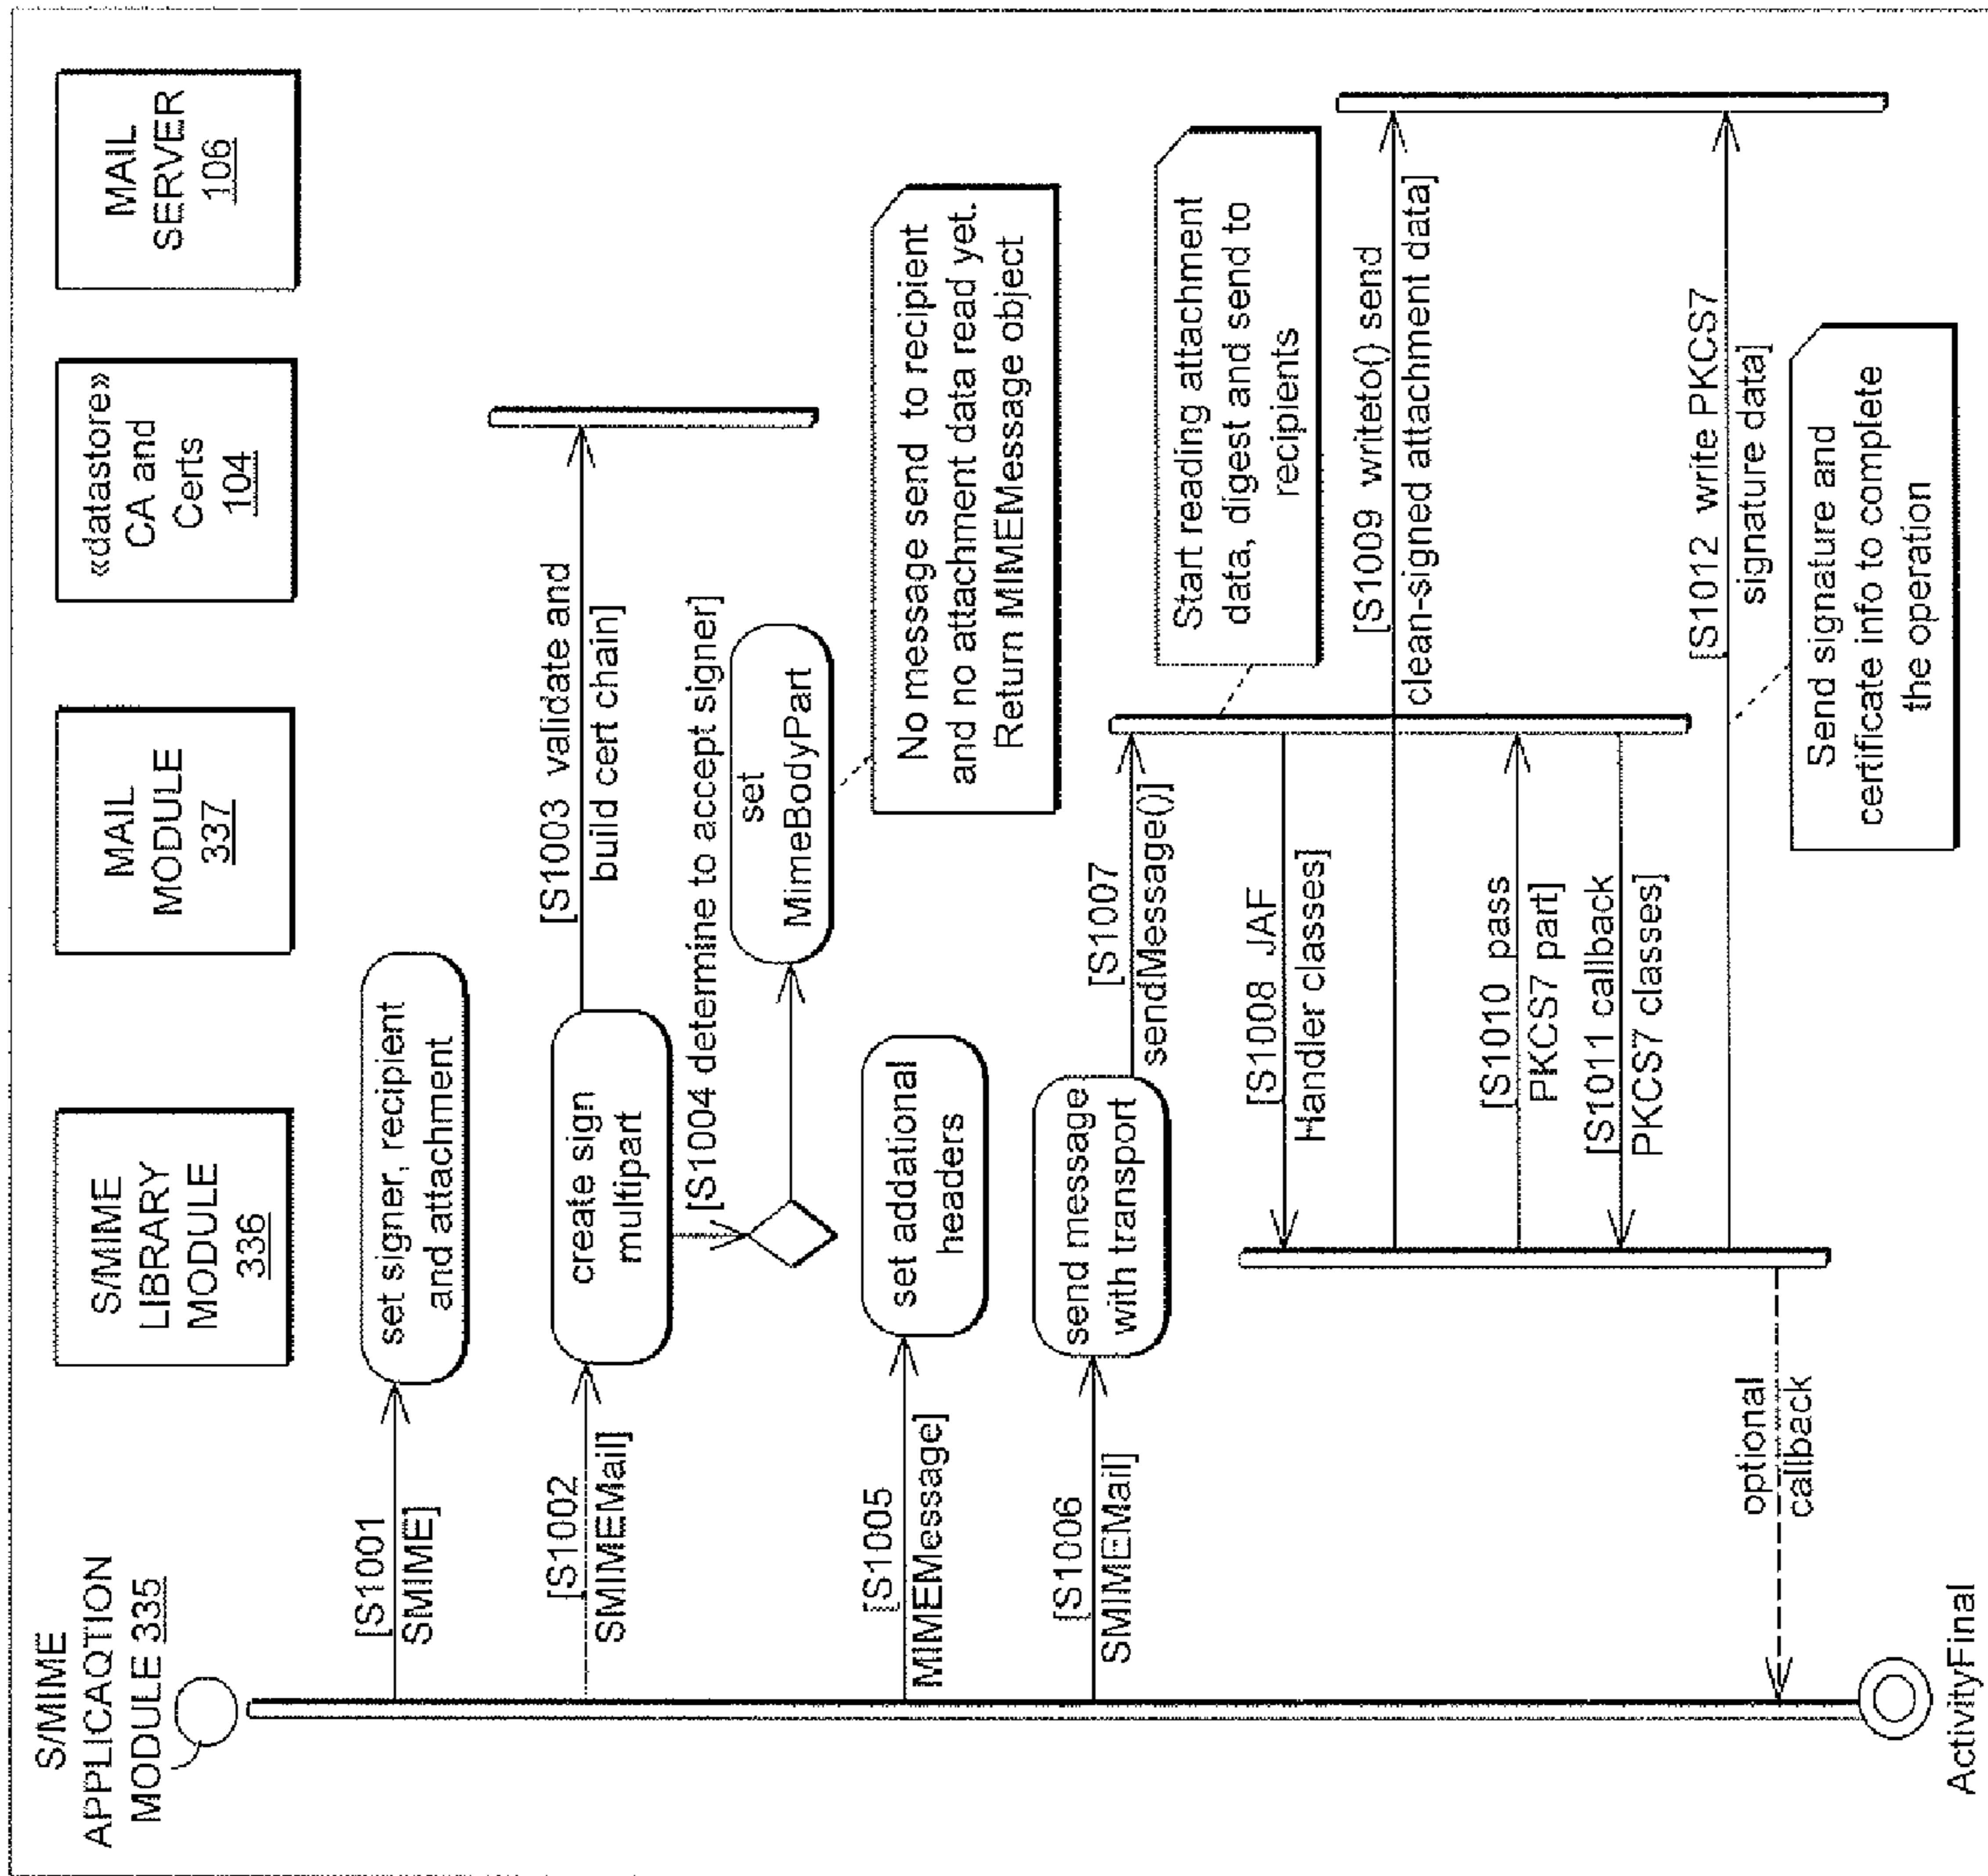 S/MIME
APPLICAQTION
MODULE 335
S/MIME
LIBRARY
MODULE
336
MAIL
MODULE
337
«datastore»
CA and
Certs
104
MAIL
SERVER
106
[S1001
SMIME]
set signer, recipient
and attachment
[S1002
SMIMEMail]
create sign
multipart
[S1003 validate and
build cert chain]
[S1004 determine to accept signer]
set
MimeBodyPart
No message send to recipient
and no attachment data read yet.
Return MIMEMessage object
[S1005
MIMEMessage]
set addational
headers
[S1006
SMIMEMail]
send message
with transport
[S1007
sendMessage()]
Start reading attachment
data, digest and send to
recipients
[S1008 JAF
Handler classes]
[S1009 writeto() send
clean-signed attachment data]
[S1010 pass
PKCS7 part]
[S1011 callback
PKCS7 classes]
[S1012 write PKCS7
signature data]
Send signature and
certificate info to complete
the operation
optional
callback
ActivityFinal